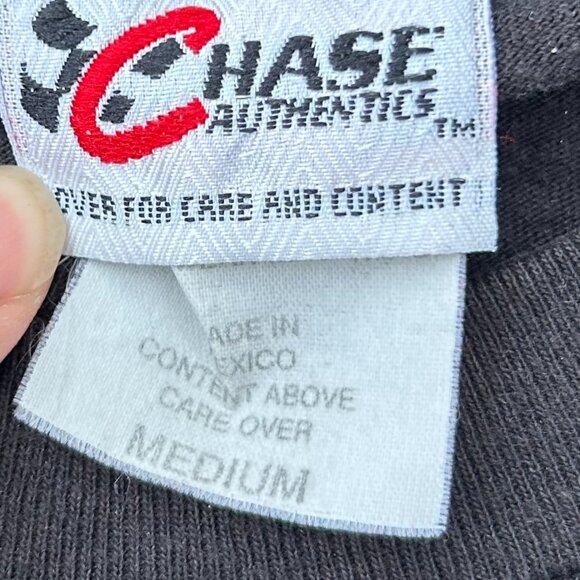 CHASE
AUTHENTICS
TM
OVER FOR CARE AND CONTENT
ADE IN
EXICO
CONTENT ABOVE
CARE OVER
MEDIUM